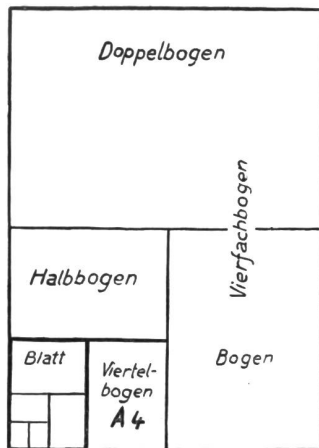 Doppelbogen
Vierfachbogen
Halbbogen
Bogen
Blatt
Viertel-
bogen
A4